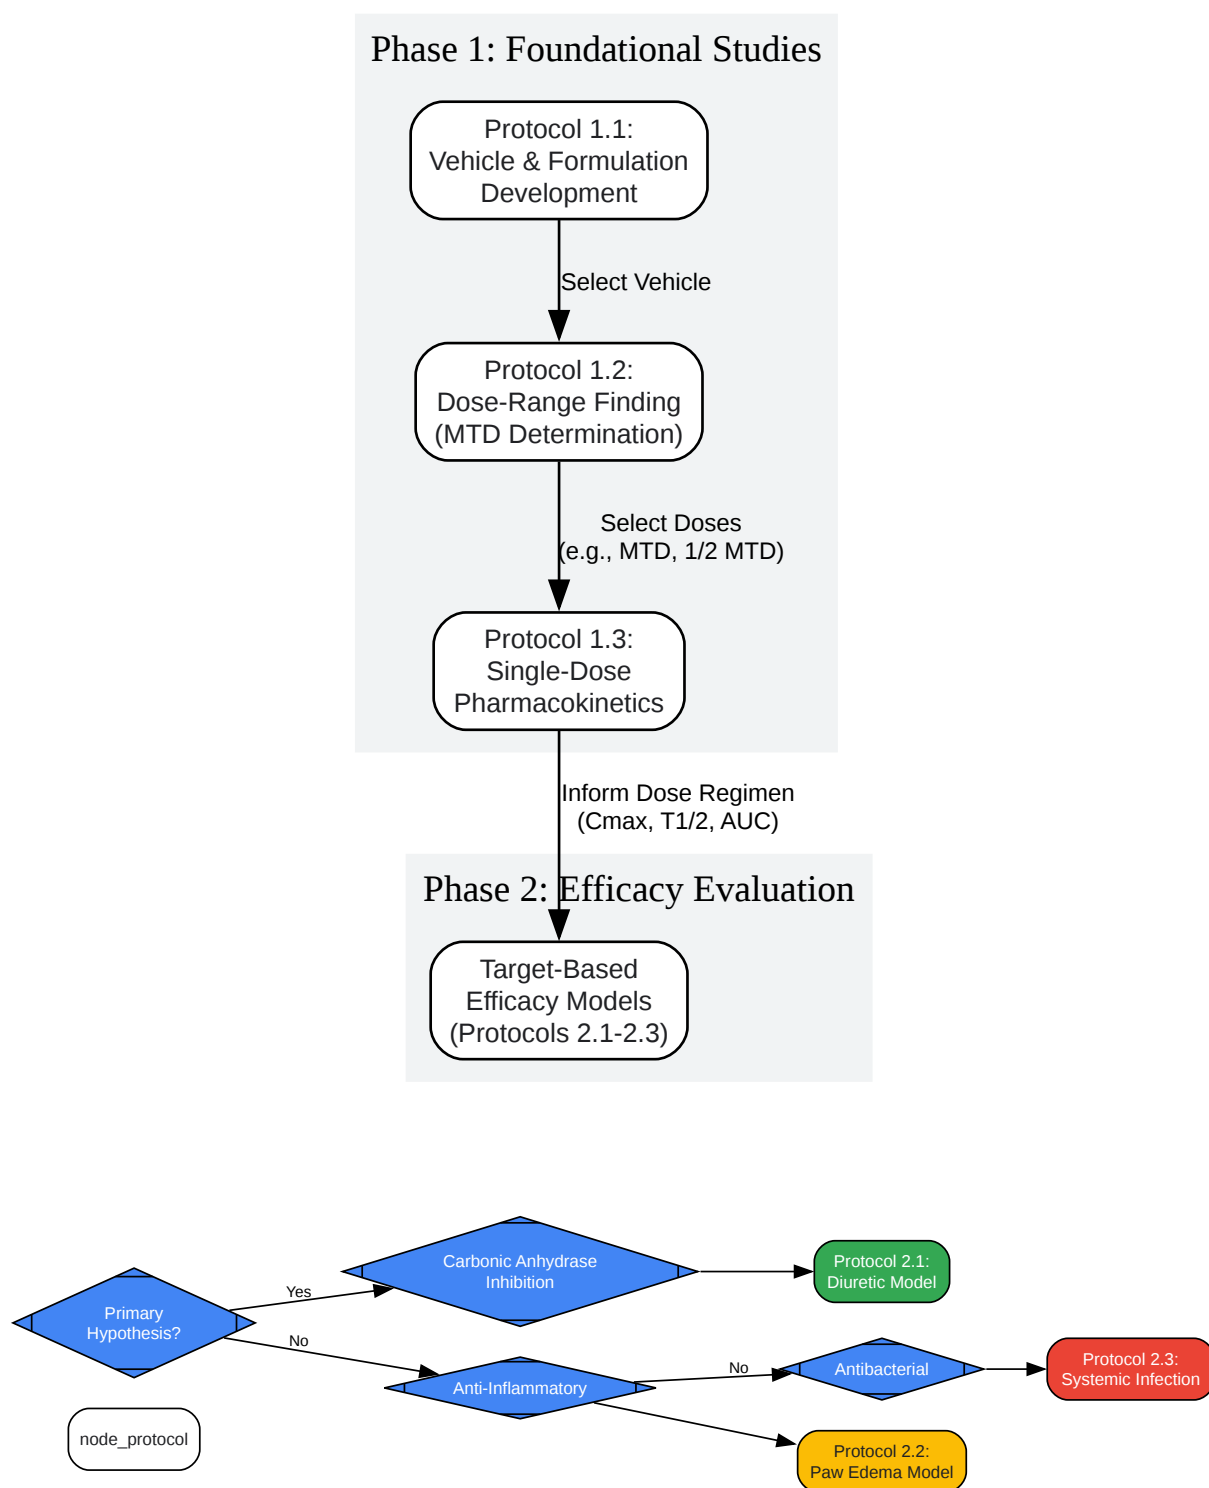 Phase 1: Foundational Studies
Protocol 1.1:
Vehicle & Formulation
Development
Select Vehicle
Protocol 1.2:
Dose-Range Finding
(MTD Determination)
Select Doses
(e.g., MTD, 1/2 MTD)
Protocol 1.3:
Single-Dose
Pharmacokinetics
Inform Dose Regimen
(Cmax, T1/2, AUC)
Phase 2: Efficacy Evaluation
Target-Based
Efficacy Models
(Protocols 2.1-2.3)
Primary
Hypothesis?
Yes
No
Carbonic Anhydrase
Inhibition
Protocol 2.1:
Diuretic Model
Anti-Inflammatory
No
Antibacterial
Protocol 2.3:
Systemic Infection
Protocol 2.2:
Paw Edema Model
node_protocol